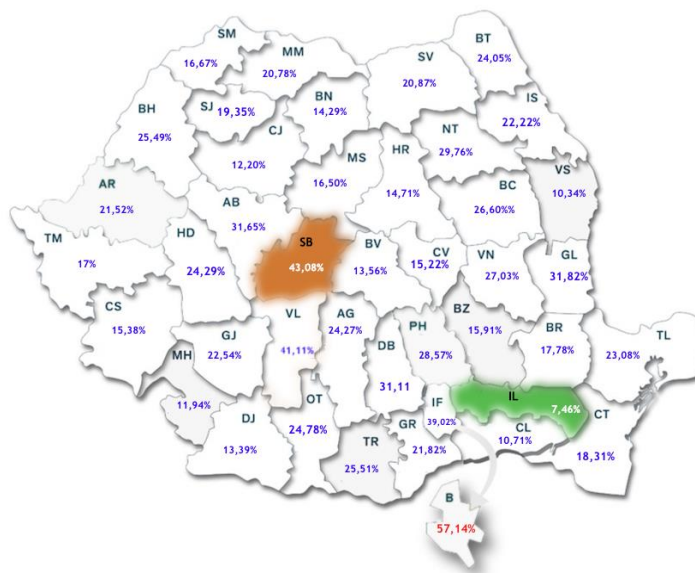 SM
16,67%
MM
20,78%
SV
20,87%
BT
24,05%
BH
25,49%
SJ
19,35%
BN
14,29%
IS
22,22%
CJ
12,20%
NT
29,76%
MS
16,50%
HR
14,71%
VS
10,34%
AR
21,52%
AB
31,65%
BC
26,60%%
TM
17%
HD
24,29%
SB
43,08%
BV
13,56%
CV
15,22%
VN
27,03%
GL
31,82%
CS
15,38%
GJ
22,54%
VL
41,11%
AG
24,27%
DB
31,11
PH
28,57%
BZ
15,91%
BR
17,78%
TL
23,08%
MH
11,94%
DJ
13,39%
OT
24,78%
TR
25,51%
GR
21,82%
IF
39,02%
IL
7,46%
CL
10,71%
CT
18,31%
B
57,14%